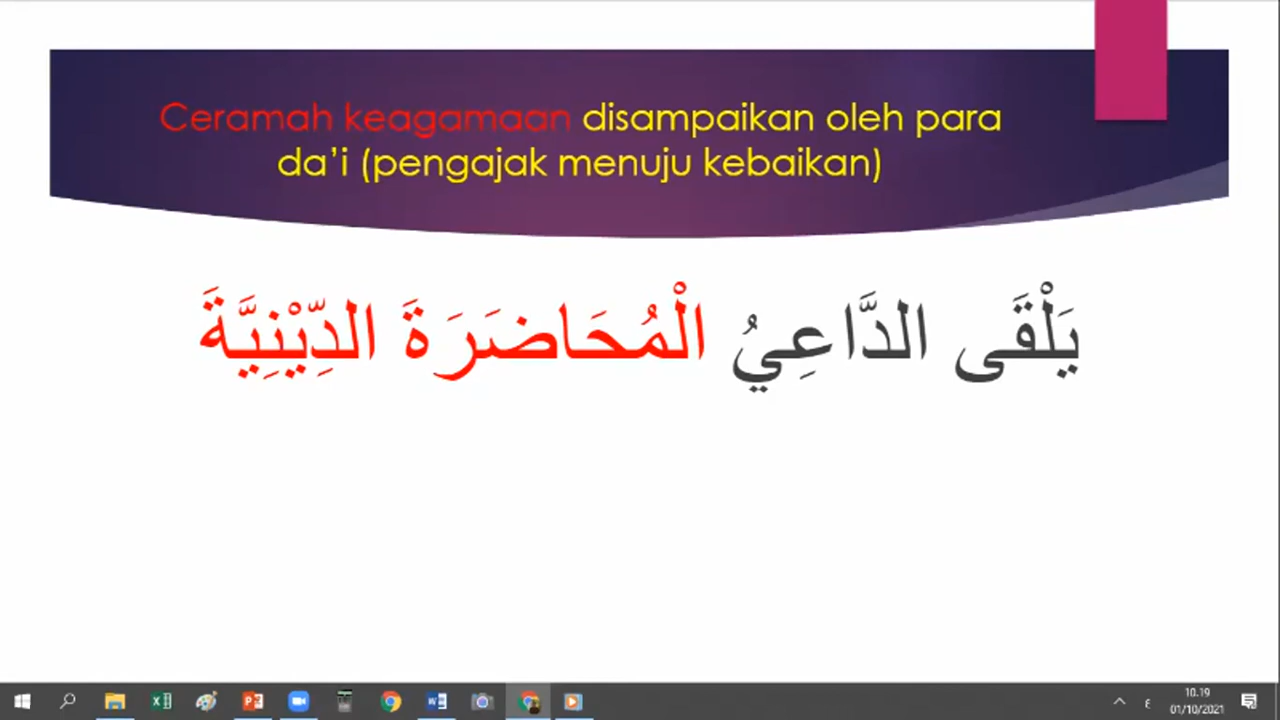 Ceramah keagamaan disampaikan oleh para
da'i (pengajak menuju kebaikan)
يَلْقَى الدَّاعِيُ الْمُحَاضَرَةَ الدِّيْنِيَّةَ
10.19
01/10/2021